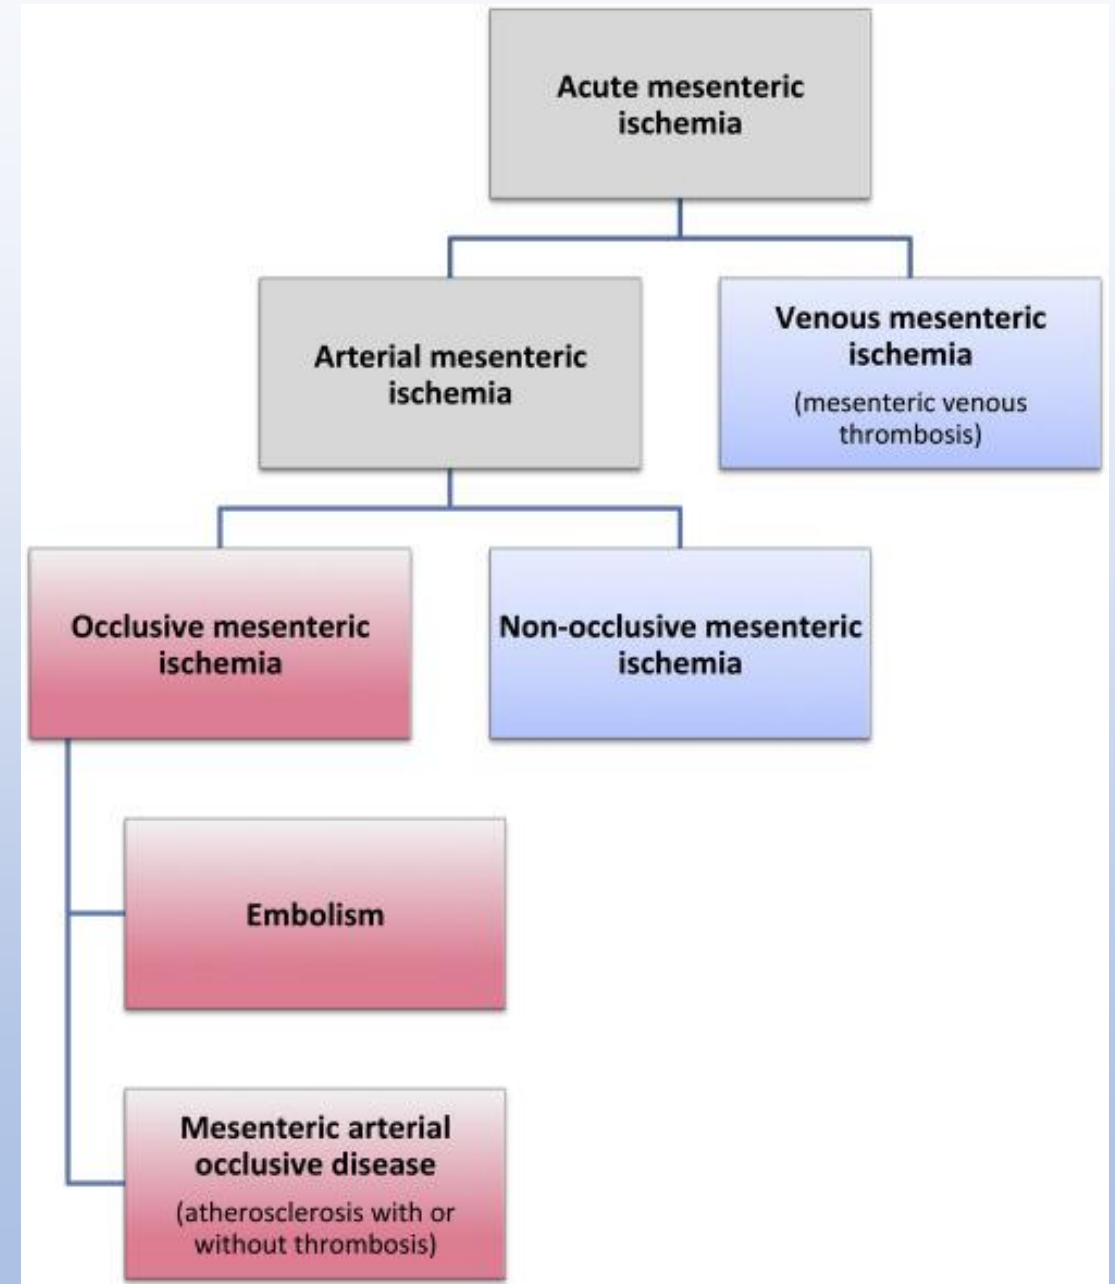 Acute mesenteric
ischemia
Arterial mesenteric
ischemia
Venous mesenteric
ischemia
(mesenteric venous
thrombosis)
Occlusive mesenteric
ischemia
Non-occlusive mesenteric
ischemia
Embolism
Mesenteric arterial
occlusive disease
(atherosclerosis with or
without thrombosis)